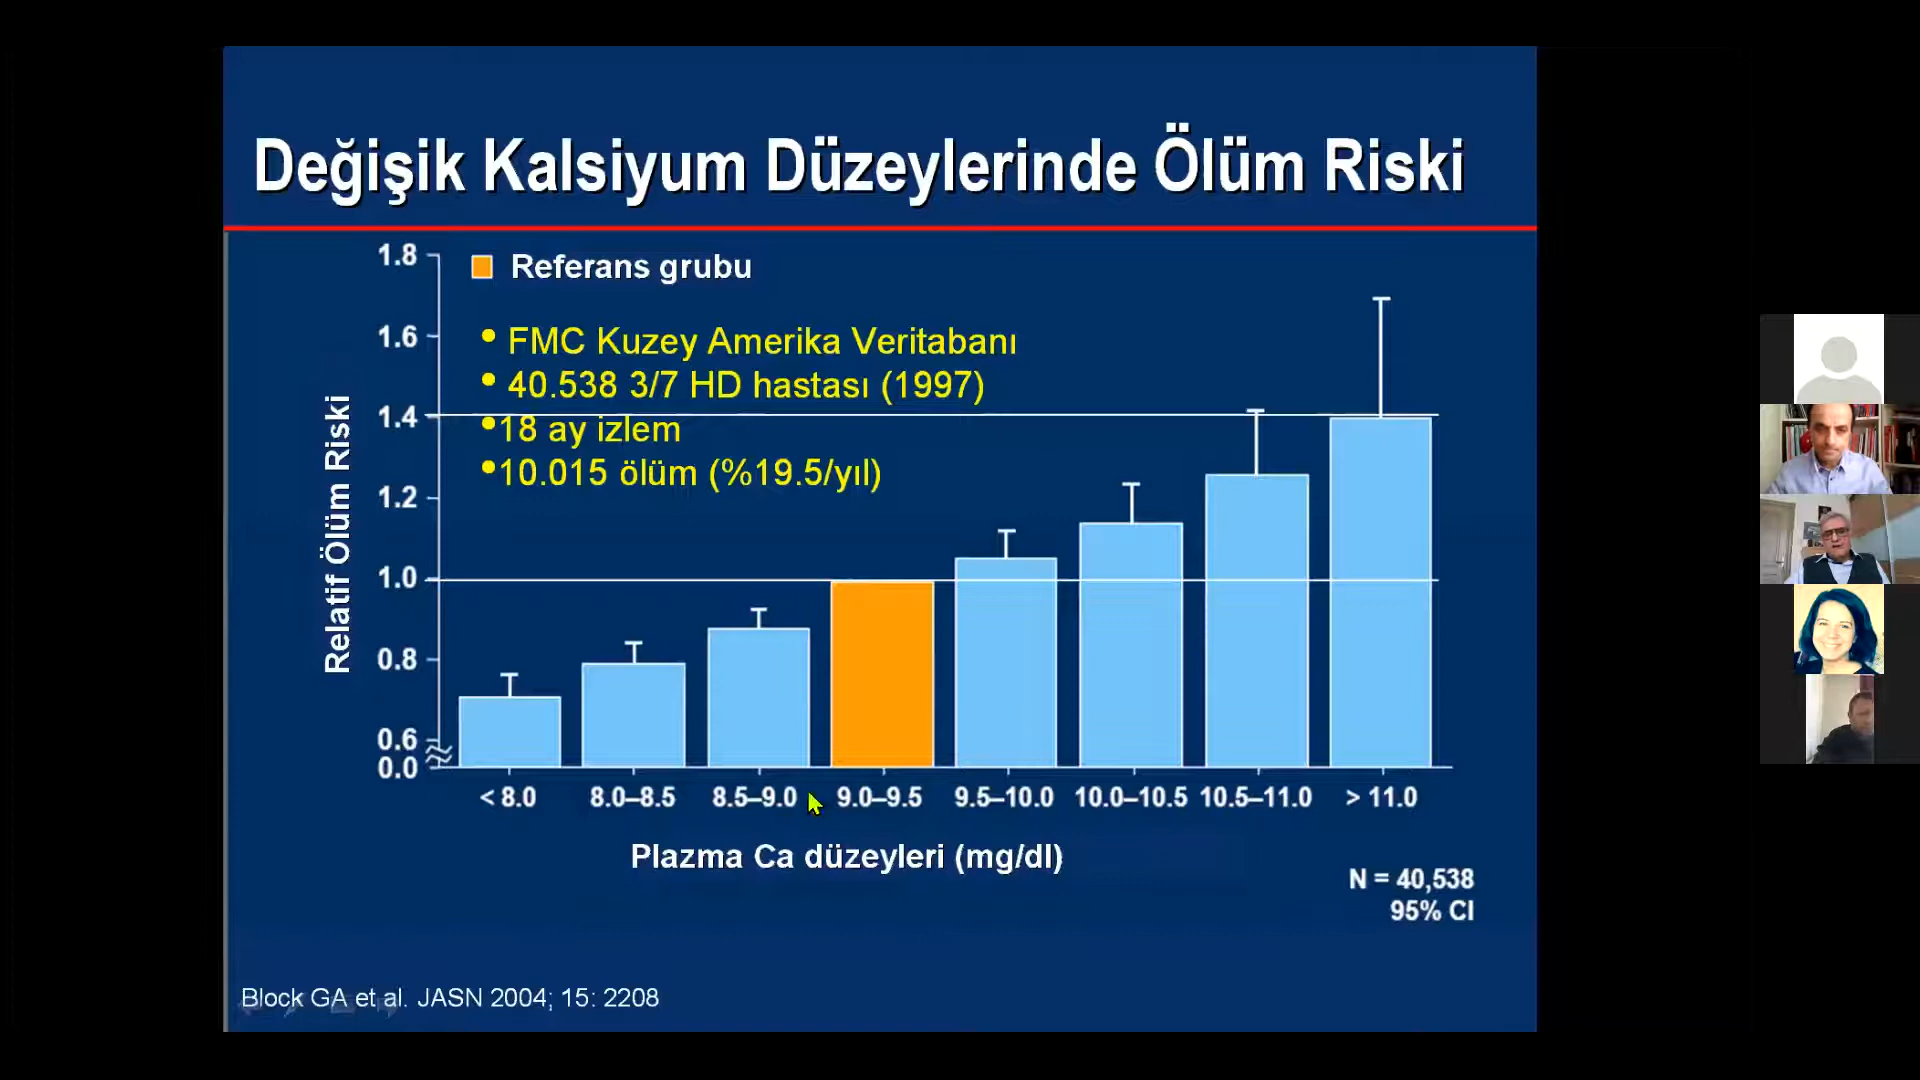 Değişik Kalsiyum Düzeylerinde Ölüm Riski
Referans grubu
• FMC Kuzey Amerika Veritabanı
• 40.538 3/7 HD hastası (1997)
•18 ay izlem
•10.015 ölüm (%19.5/yıl)
Relatif Ölüm Riski
1.8
1.6
1.4
1.2
1.0
0.8
0.6
0.0
< 8.0 8.0–8.5 8.5–9.0 9.0–9.5 9.5–10.0 10.0–10.5 10.5–11.0 > 11.0
Plazma Ca düzeyleri (mg/dl)
N = 40,538
95% CI
Block GA et al. JASN 2004; 15: 2208